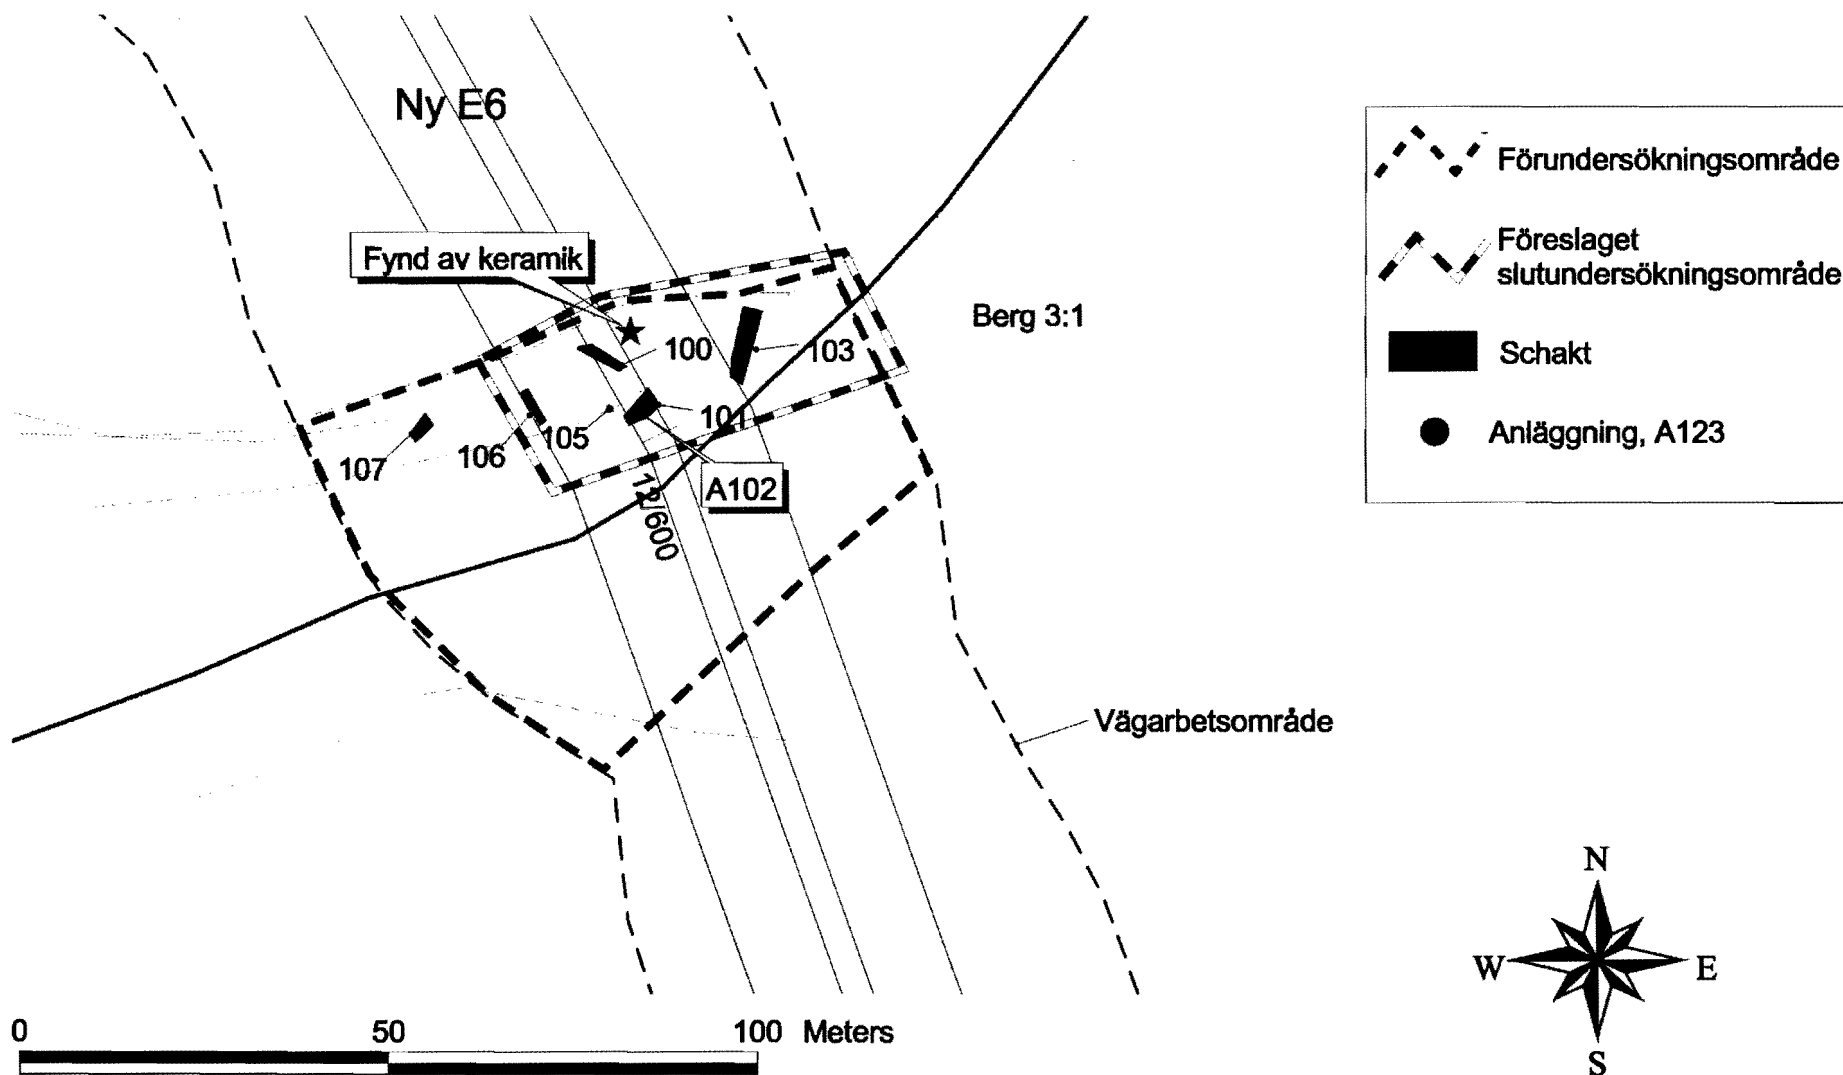 Ny E6
Fynd av keramik
100
103
101
105
106
107
A102
12/600
Berg 3:1
Vägarbetsområde
Förundersökningsområde
Föreslaget
slutundersökningsområde
Schakt
Anläggning, A123
N
W
E
S
0 50 100 Meters